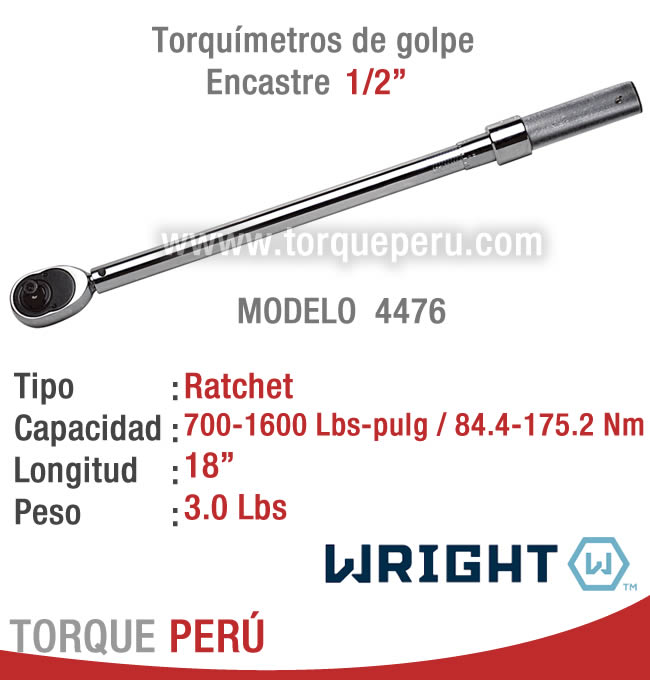 Torquímetros de golpe
Encastre 1/2”
www.torqueperu.com
MODELO 4476
Tipo : Ratchet
Capacidad : 700-1600 Lbs-pulg / 84.4-175.2 Nm
Longitud : 18”
Peso : 3.0 Lbs
WRIGHT W ™
TORQUE PERÚ